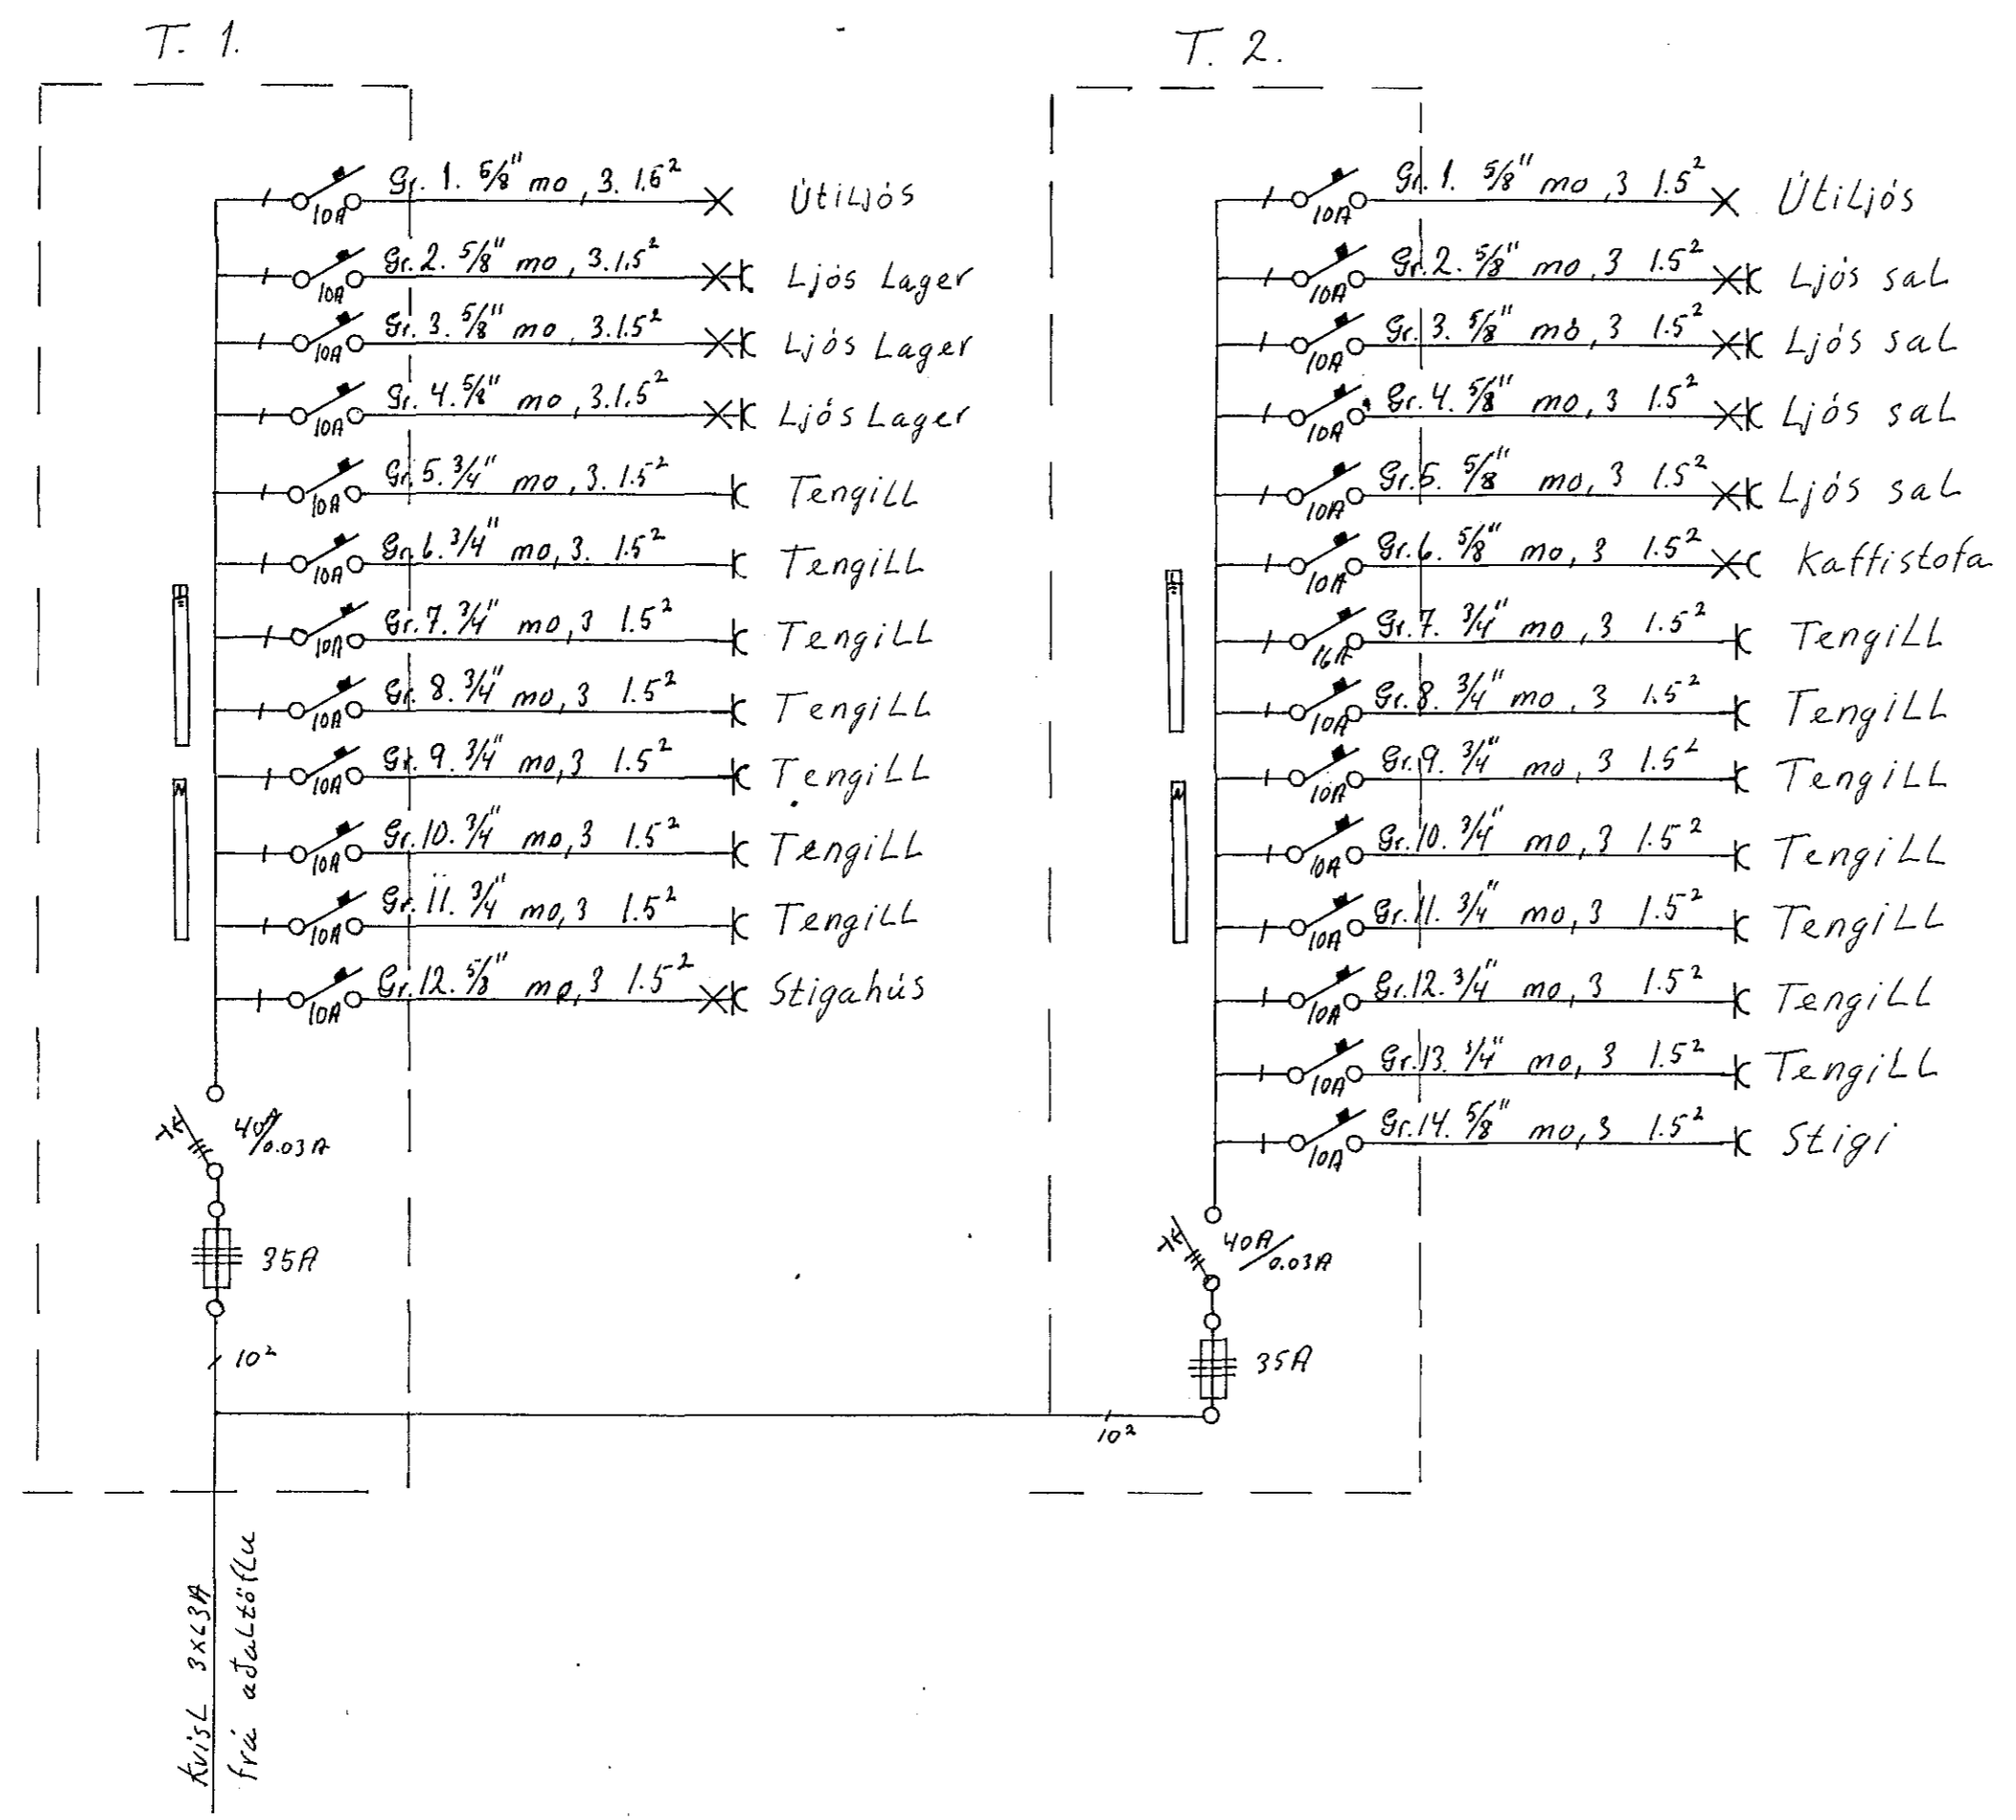 T. 1.
Gr. 1. 5/8" mo, 3. 1.5² Útiljós
10A
Gr. 2. 5/8" mo, 3. 1.5² Ljós Lager
10A
Gr. 3. 5/8" mo, 3. 1.5² Ljós Lager
10A
Gr. 4. 5/8" mo, 3. 1.5² Ljós Lager
10A
Gr. 5. 3/4" mo, 3. 1.5² Tengill
10A
Gr. 6. 3/4" mo, 3. 1.5² Tengill
10A
Gr. 7. 3/4" mo, 3 1.5² Tengill
10A
Gr. 8. 3/4" mo, 3 1.5² Tengill
10A
Gr. 9. 3/4" mo, 3 1.5² Tengill
10A
Gr. 10. 3/4" mo, 3 1.5² Tengill
10A
Gr. 11. 3/4" mo, 3 1.5² Tengill
10A
Gr. 12. 5/8" mo, 3 1.5² Stigahús
10A
N
40A/0.03A
35A
10²
Kvisl 3x63A
frá aðaltöflu
T. 2.
Gr. 1. 5/8" mo, 3 1.5² Útiljós
10A
Gr. 2. 5/8" mo, 3 1.5² Ljós sal
10A
Gr. 3. 5/8" mo, 3 1.5² Ljós sal
10A
Gr. 4. 5/8" mo, 3 1.5² Ljós sal
10A
Gr. 5. 5/8" mo, 3 1.5² Ljós sal
10A
Gr. 6. 5/8" mo, 3 1.5² Kaffistofa
10A
Gr. 7. 3/4" mo, 3 1.5² Tengill
16A
Gr. 8. 3/4" mo, 3 1.5² Tengill
10A
Gr. 9. 3/4" mo, 3 1.5² Tengill
10A
Gr. 10. 3/4" mo, 3 1.5² Tengill
10A
Gr. 11. 3/4" mo, 3 1.5² Tengill
10A
Gr. 12. 3/4" mo, 3 1.5² Tengill
10A
Gr. 13. 3/4" mo, 3 1.5² Tengill
10A
Gr. 14. 5/8" mo, 3 1.5² Stigi
10A
N
40A/0.03A
35A
10²